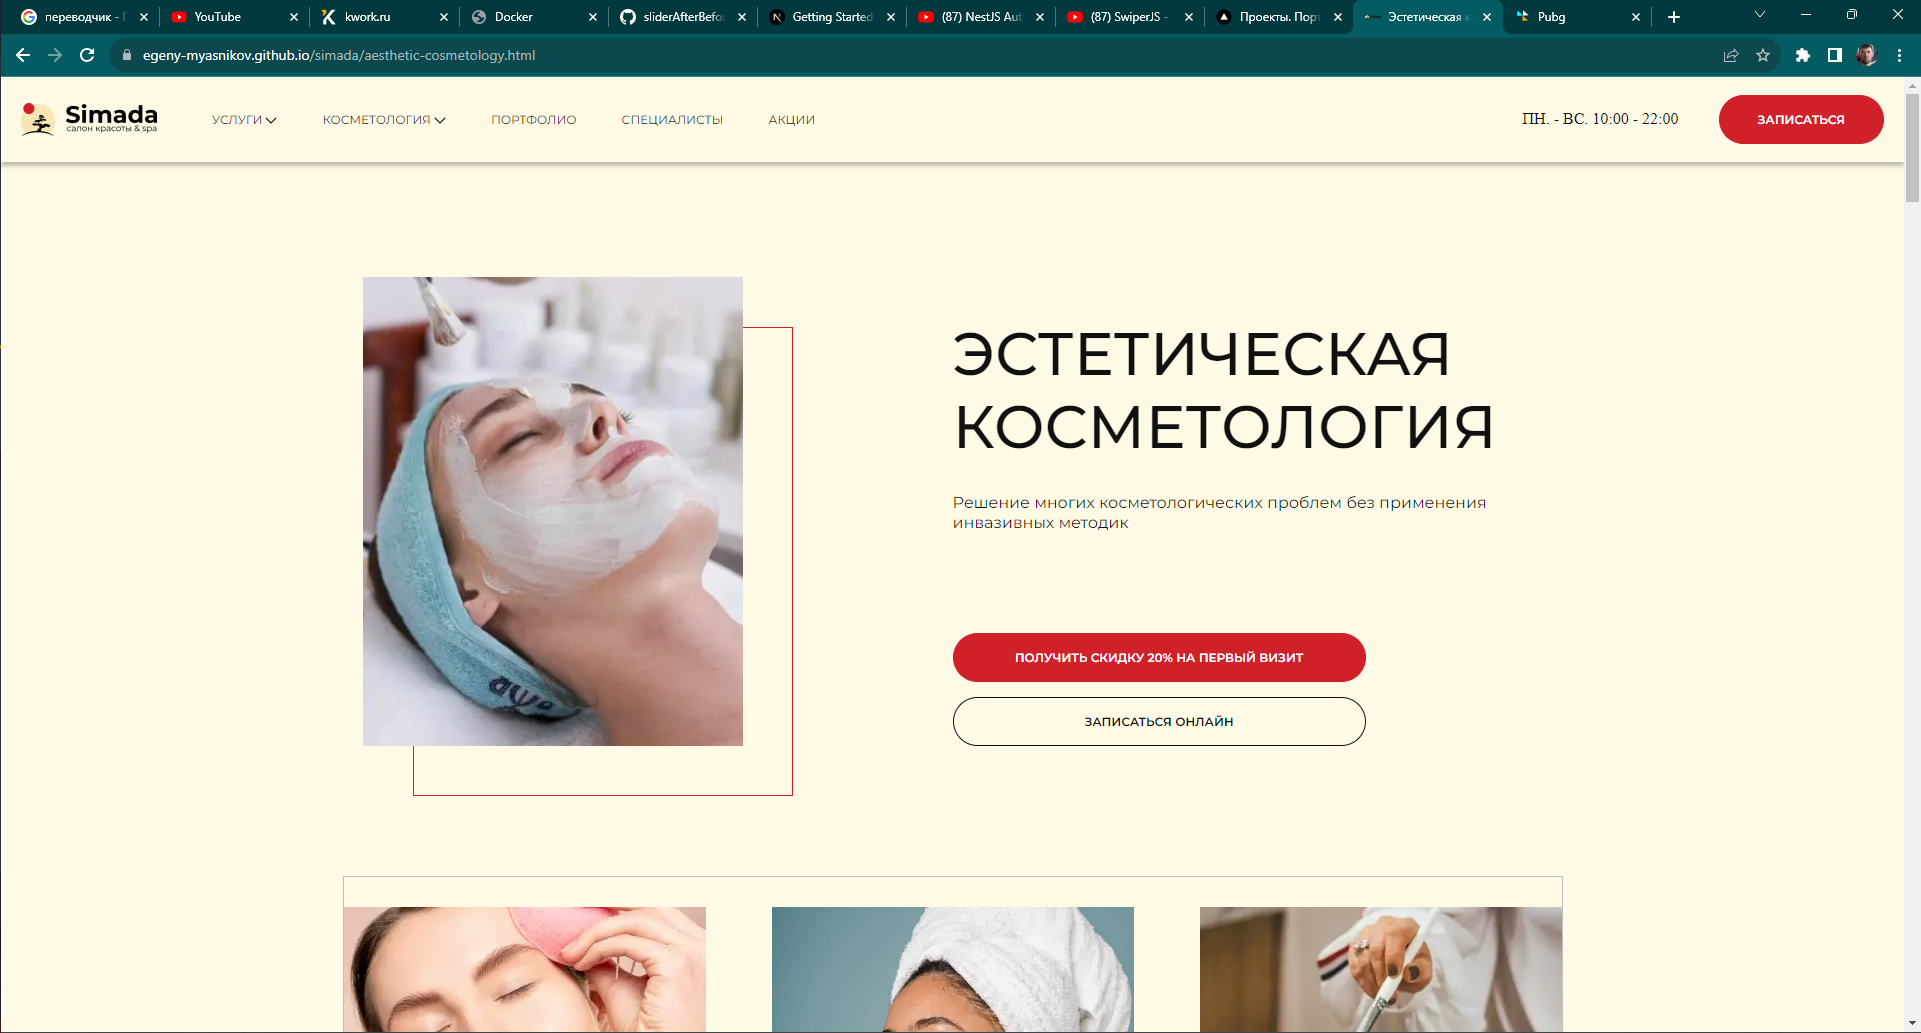 переводчик - П
YouTube
kwork.ru
Docker
sliderAfterBefor
Getting Started
(87) NestJS Aut
(87) SwiperJS -
Проекты. Порт
Эстетическая к
Pubg
egeny-myasnikov.github.io/simada/aesthetic-cosmetology.html
Simada
салон красоты & spa
УСЛУГИ
КОСМЕТОЛОГИЯ
ПОРТФОЛИО
СПЕЦИАЛИСТЫ
АКЦИИ
ПН. - ВС. 10:00 - 22:00
ЗАПИСАТЬСЯ
ЭСТЕТИЧЕСКАЯ
КОСМЕТОЛОГИЯ
Решение многих косметологических проблем без применения
инвазивных методик
ПОЛУЧИТЬ СКИДКУ 20% НА ПЕРВЫЙ ВИЗИТ
ЗАПИСАТЬСЯ ОНЛАЙН